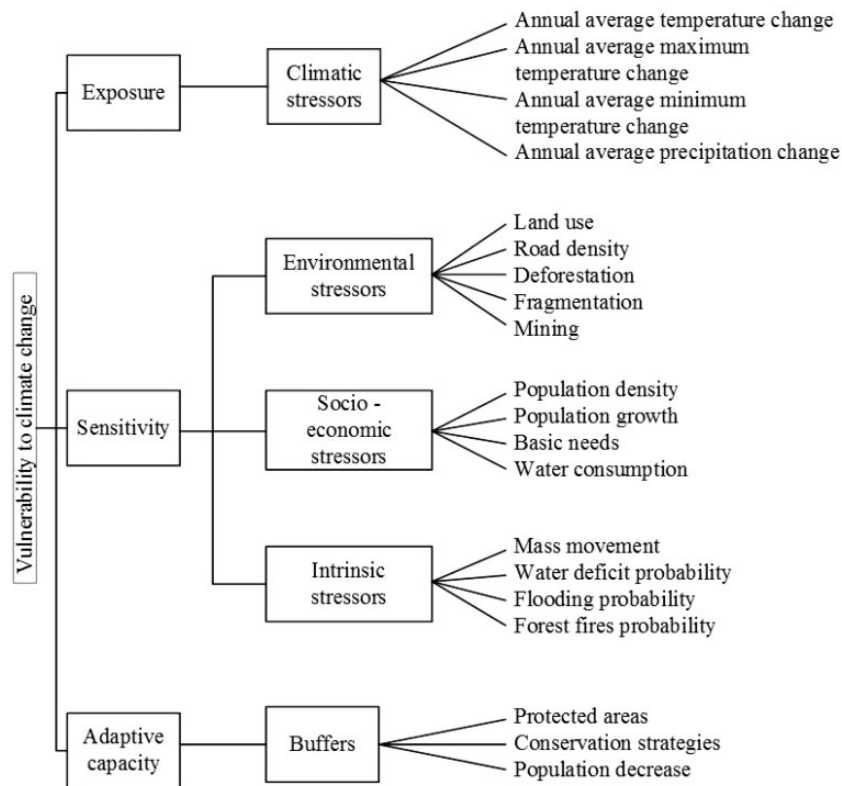 Vulnerability to climate change
Exposure
Climatic
stressors
Annual average temperature change
Annual average maximum
temperature change
Annual average minimum
temperature change
Annual average precipitation change
Sensitivity
Environmental
stressors
Land use
Road density
Deforestation
Fragmentation
Mining
Socio -
economic
stressors
Population density
Population growth
Basic needs
Water consumption
Intrinsic
stressors
Mass movement
Water deficit probability
Flooding probability
Forest fires probability
Adaptive
capacity
Buffers
Protected areas
Conservation strategies
Population decrease